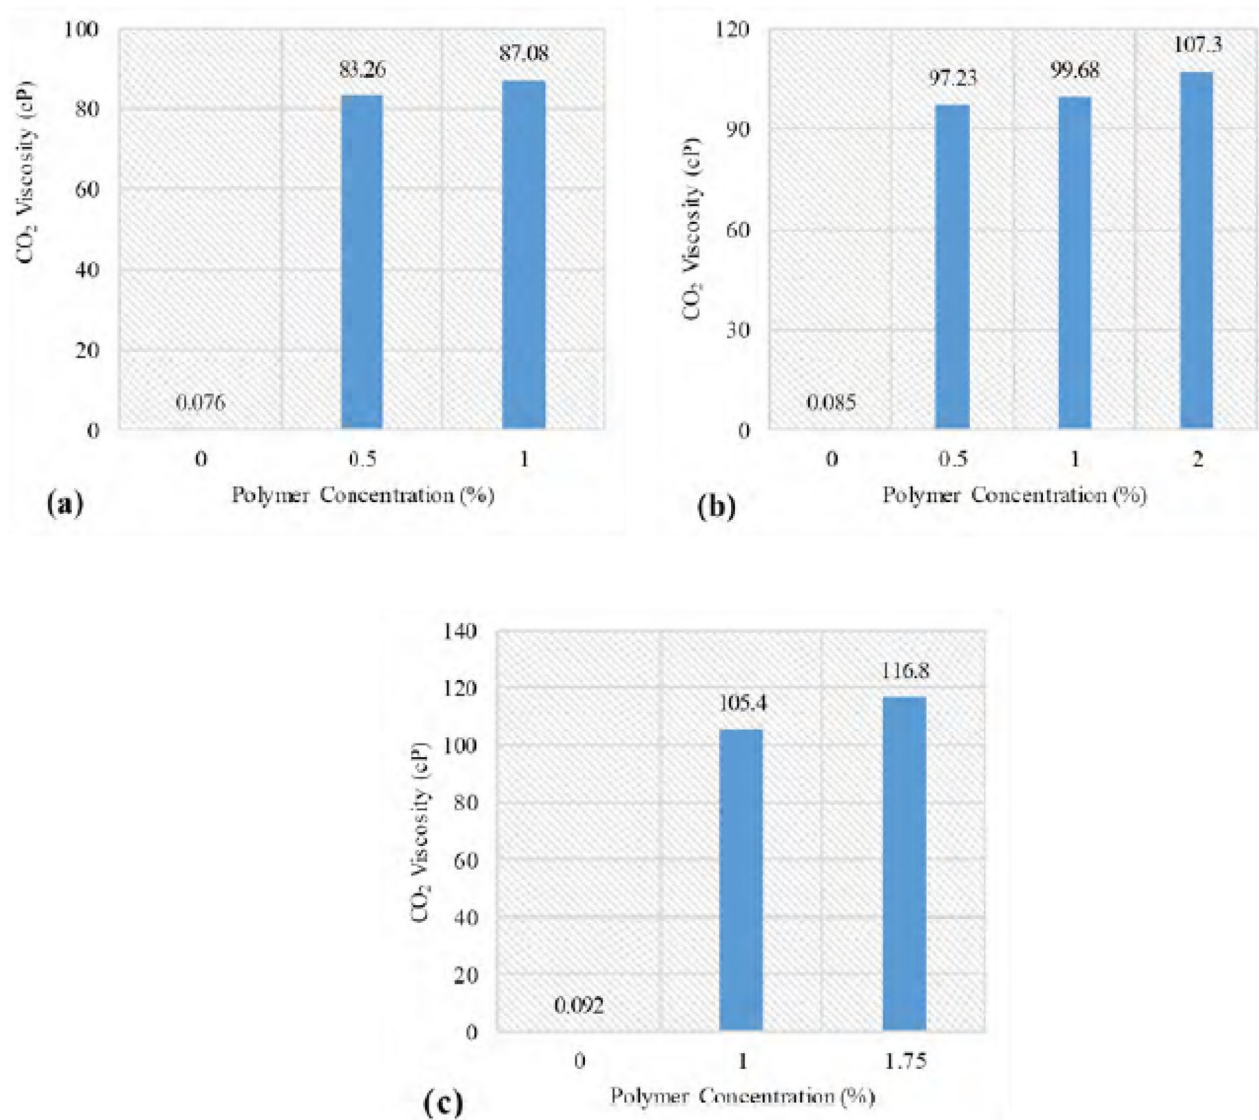 100
80
60
40
20
0
CO₂ Viscosity (cP)
0.076
83.26
87.08
0 0.5 1
Polymer Concentration (%)
(a)
120
90
60
30
0
CO₂ Viscosity (cP)
0.085
97.23
99.68
107.3
0 0.5 1 2
Polymer Concentration (%)
(b)
140
120
100
80
60
40
20
0
CO₂ Viscosity (cP)
0.092
105.4
116.8
0 1 1.75
Polymer Concentration (%)
(c)